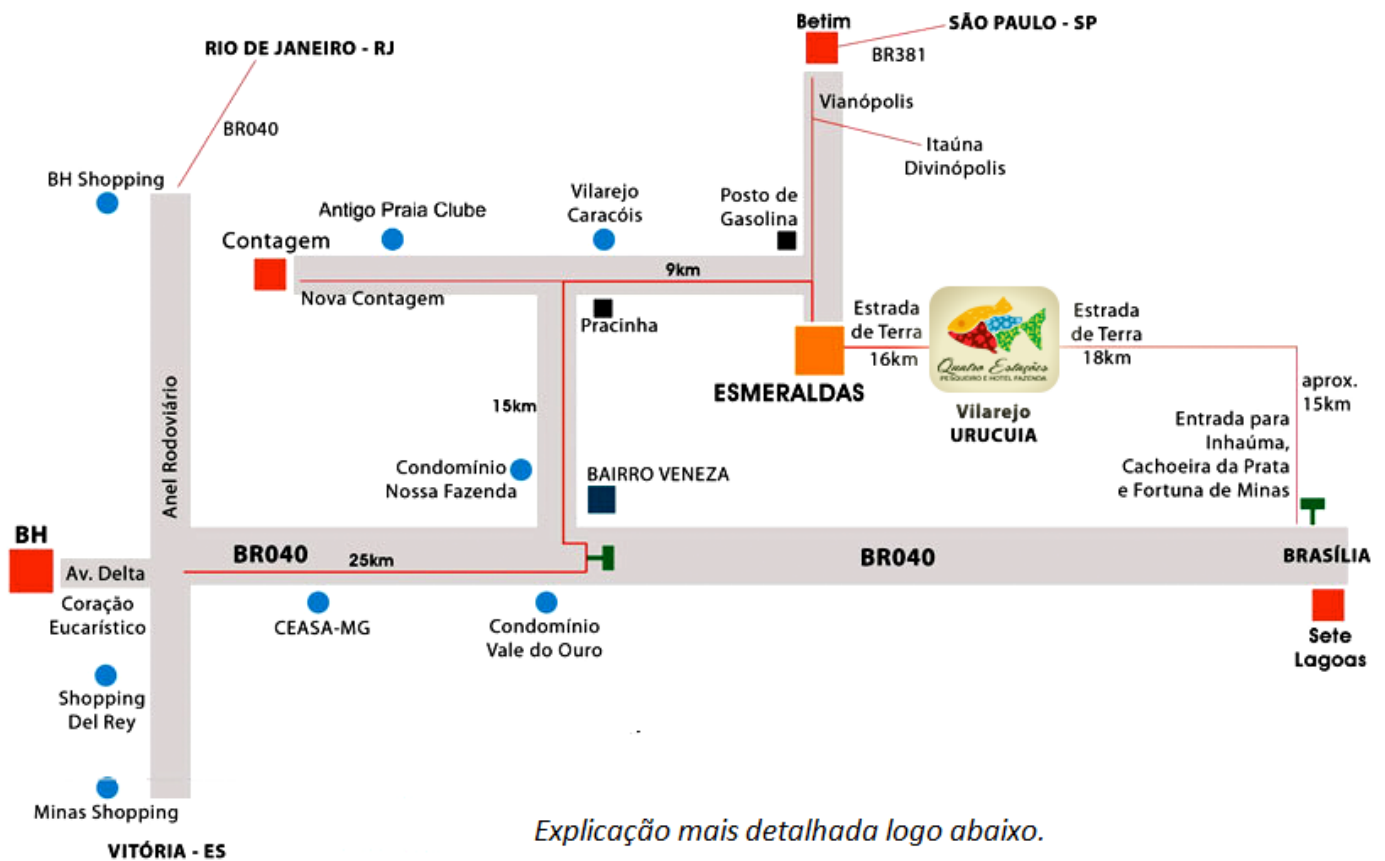 Betim
SÃO PAULO - SP
BR381
RIO DE JANEIRO - RJ
BR040
Vianópolis
Itaúna
Divinópolis
BH Shopping
Antigo Praia Clube
Vilarejo
Caracóis
Posto de
Gasolina
Contagem
9km
Nova Contagem
Pracinha
Estrada
de Terra
16km
Quatro Estações
PESQUEIRO E HOTEL FAZENDA
Estrada
de Terra
18km
ESMERALDAS
Vilarejo
URUCUIA
aprox.
15km
15km
Anel Rodoviário
Entrada para
Inhaúma,
Cachoeira da Prata
e Fortuna de Minas
Condomínio
Nossa Fazenda
BAIRRO VENEZA
BH
BR040
25km
BR040
BRASÍLIA
Av. Delta
Coração
Eucarístico
CEASA-MG
Condomínio
Vale do Ouro
Sete
Lagoas
Shopping
Del Rey
Minas Shopping
VITÓRIA - ES
Explicação mais detalhada logo abaixo.